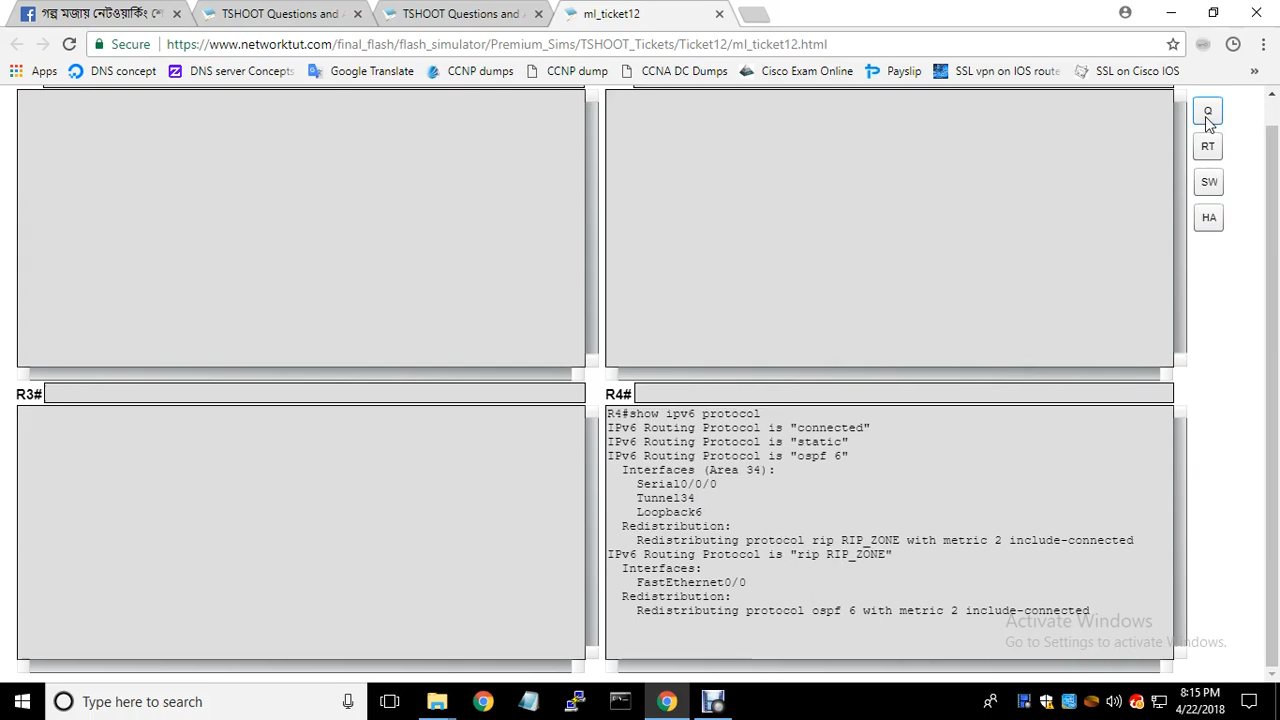 গল্প মজায় নেটওয়ার্কিং শে
TSHOOT Questions and
TSHOOT Questions and
ml_ticket12
Secure
https://www.networktut.com/final_flash/flash_simulator/Premium_Sims/TSHOOT_Tickets/Ticket12/ml_ticket12.html
Apps
DNS concept
DNS server Concepts
Google Translate
CCNP dumps
CCNP dump
CCNA DC Dumps
Cisco Exam Online
Payslip
SSL vpn on IOS route
SSL on Cisco IOS
»
Q
RT
SW
HA
R3#
R4#
R4#show ipv6 protocol
IPv6 Routing Protocol is "connected"
IPv6 Routing Protocol is "static"
IPv6 Routing Protocol is "ospf 6"
Interfaces (Area 34):
Serial0/0/0
Tunnel34
Loopback6
Redistribution:
Redistributing protocol rip RIP_ZONE with metric 2 include-connected
IPv6 Routing Protocol is "rip RIP_ZONE"
Interfaces:
FastEthernet0/0
Redistribution:
Redistributing protocol ospf 6 with metric 2 include-connected
Activate Windows
Go to Settings to activate Windows.
Type here to search
8:15 PM
4/22/2018